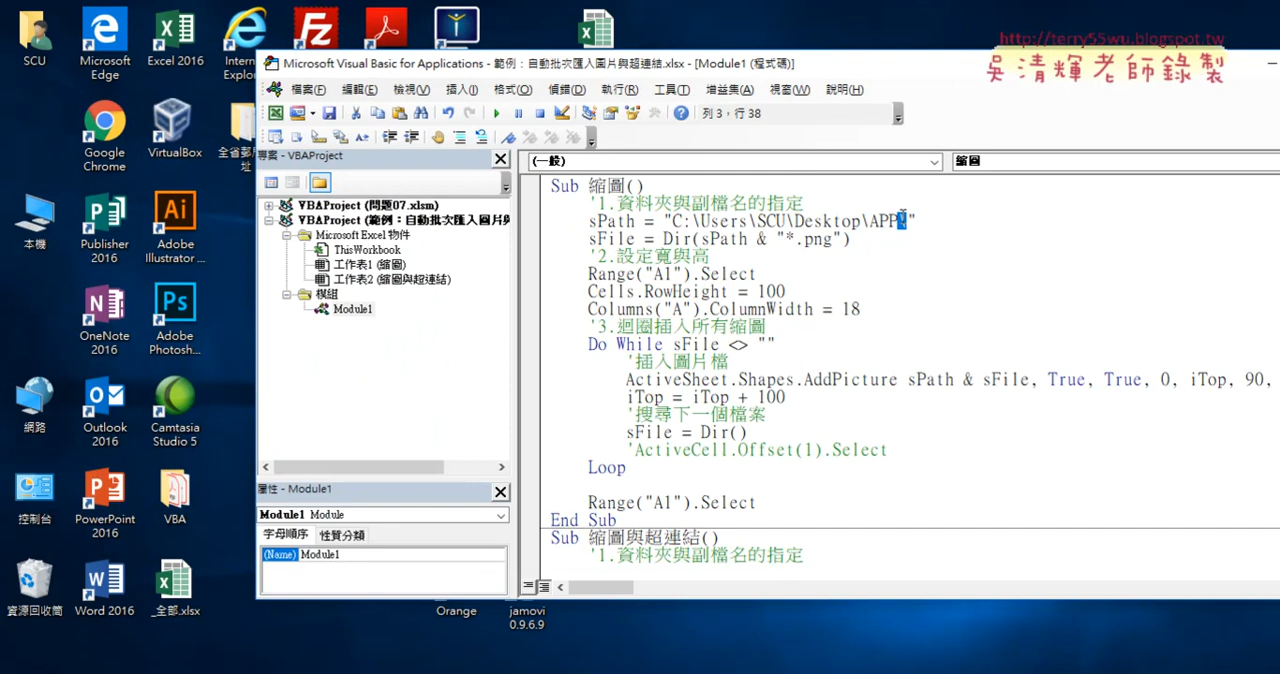 http://terry55wu.blogspot.tw
吳清輝老師錄製
SCU
Microsoft Edge
Excel 2016
Intern
Explo
Google Chrome
VirtualBox
全省郵
址
本機
Publisher 2016
Adobe Illustrator ...
OneNote 2016
Adobe Photosh...
網路
Outlook 2016
Camtasia Studio 5
控制台
PowerPoint 2016
VBA
資源回收筒
Word 2016
_全部.xlsx
Orange
jamovi 0.9.6.9
Microsoft Visual Basic for Applications - 範例：自動批次匯入圖片與超連結.xlsx - [Module1 (程式碼)]
檔案(F) 編輯(E) 檢視(V) 插入(I) 格式(O) 偵錯(D) 執行(R) 工具(T) 增益集(A) 視窗(W) 說明(H)
列 3，行 38
專案 - VBAProject
VBAProject (問題07.xlsm)
VBAProject (範例：自動批次匯入圖片與
Microsoft Excel 物件
ThisWorkbook
工作表1 (縮圖)
工作表2 (縮圖與超連結)
模組
Module1
屬性 - Module1
Module1 Module
字母順序 性質分類
(Name) Module1
(一般) 縮圖
Sub 縮圖()
'1.資料夾與副檔名的指定
sPath = "C:\Users\SCU\Desktop\APP\"
sFile = Dir(sPath & "*.png")
'2.設定寬與高
Range("A1").Select
Cells.RowHeight = 100
Columns("A").ColumnWidth = 18
'3.迴圈插入所有縮圖
Do While sFile <> ""
'插入圖片檔
ActiveSheet.Shapes.AddPicture sPath & sFile, True, True, 0, iTop, 90,
iTop = iTop + 100
'搜尋下一個檔案
sFile = Dir()
'ActiveCell.Offset(1).Select
Loop
Range("A1").Select
End Sub
Sub 縮圖與超連結()
'1.資料夾與副檔名的指定